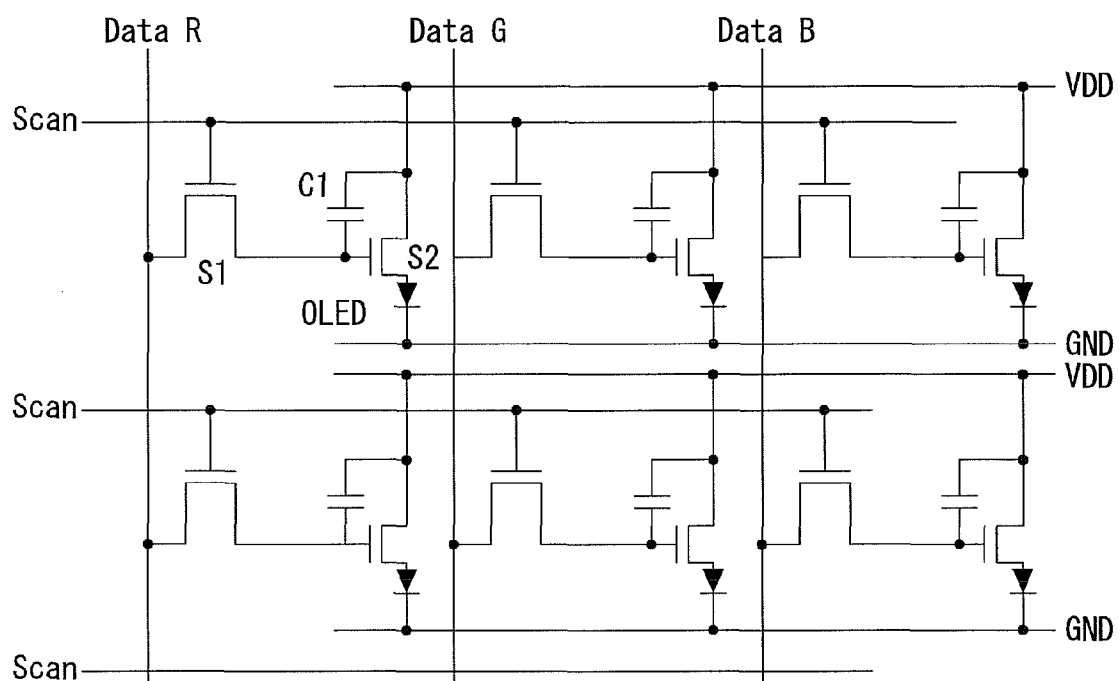 Data R
Data G
Data B
VDD
Scan
C1
S2
S1
OLED
GND
VDD
Scan
GND
Scan